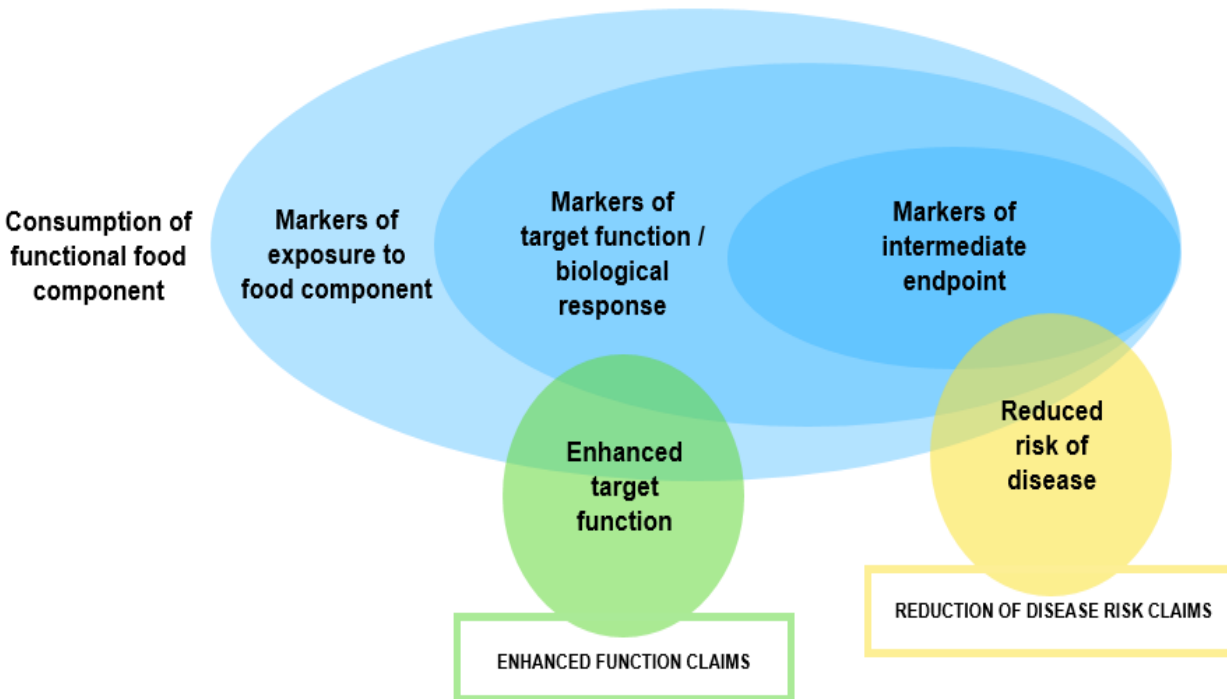 Consumption of
functional food
component
Markers of
exposure to
food component
Markers of
target function /
biological
response
Markers of
intermediate
endpoint
Enhanced
target
function
Reduced
risk of
disease
ENHANCED FUNCTION CLAIMS
REDUCTION OF DISEASE RISK CLAIMS